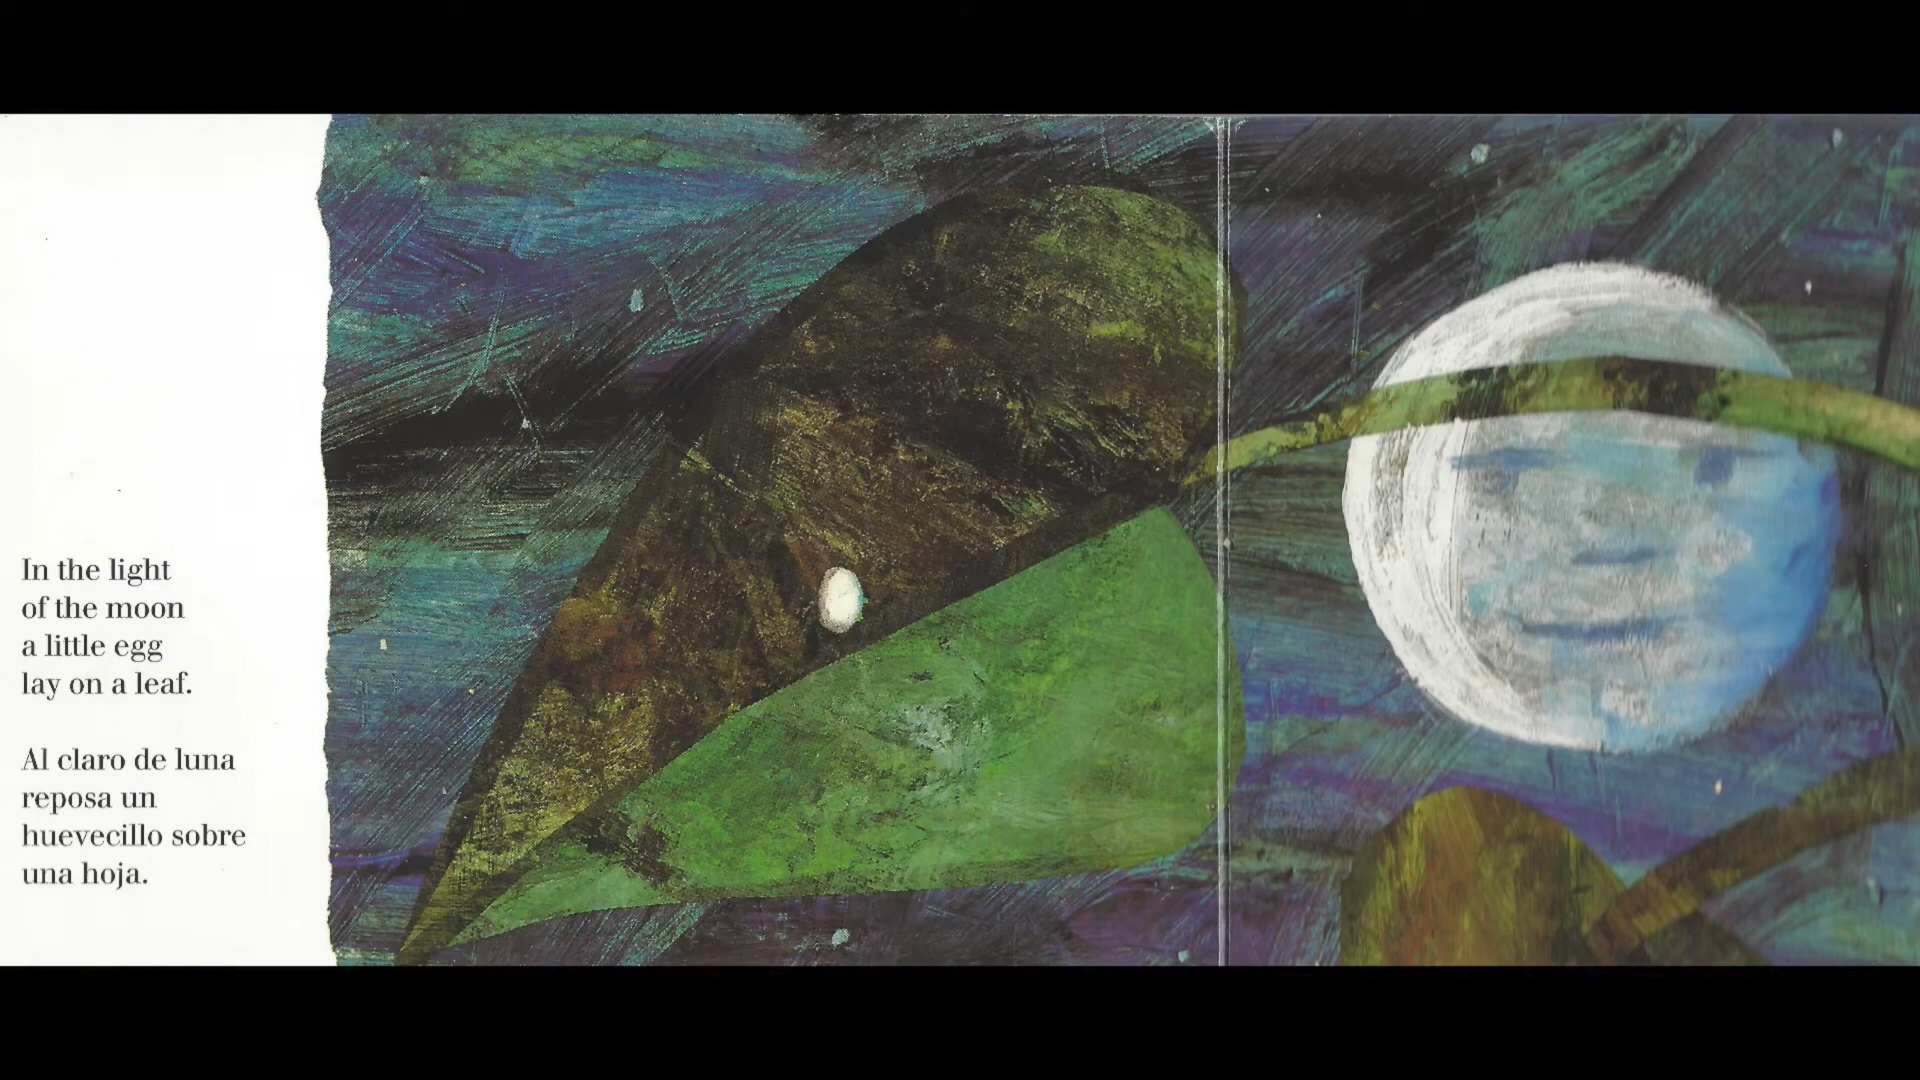 In the light
of the moon
a little egg
lay on a leaf.
Al claro de luna
reposa un
huevecillo sobre
una hoja.